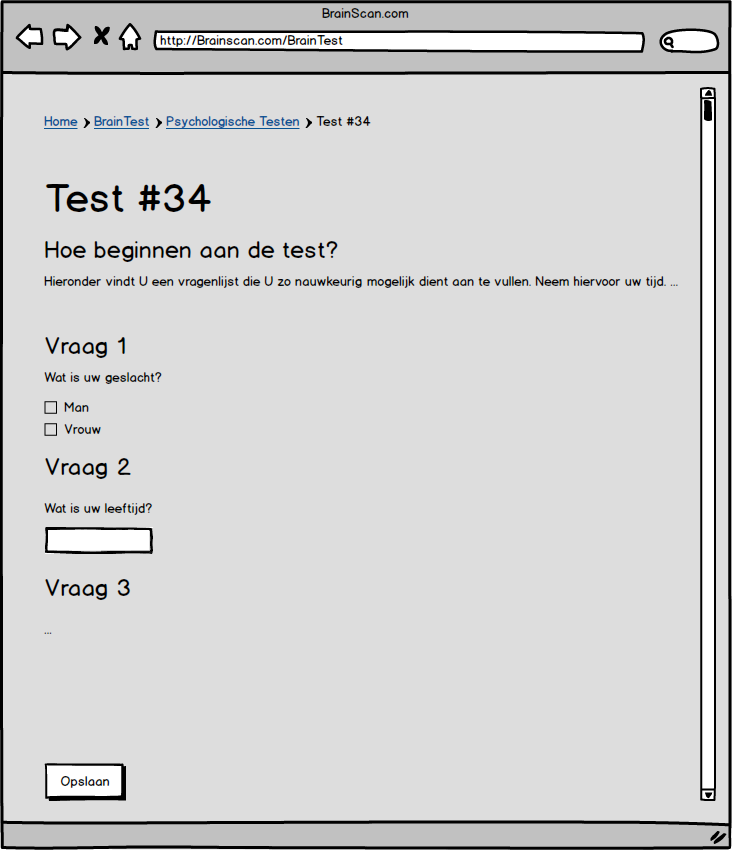 BrainScan.com
http://Brainscan.com/BrainTest
Home > BrainTest > Psychologische Testen > Test #34
Test #34
Hoe beginnen aan de test?
Hieronder vindt U een vragenlijst die U zo nauwkeurig mogelijk dient aan te vullen. Neem hiervoor uw tijd. ...
Vraag 1
Wat is uw geslacht?
Man
Vrouw
Vraag 2
Wat is uw leeftijd?
Vraag 3
...
Opslaan